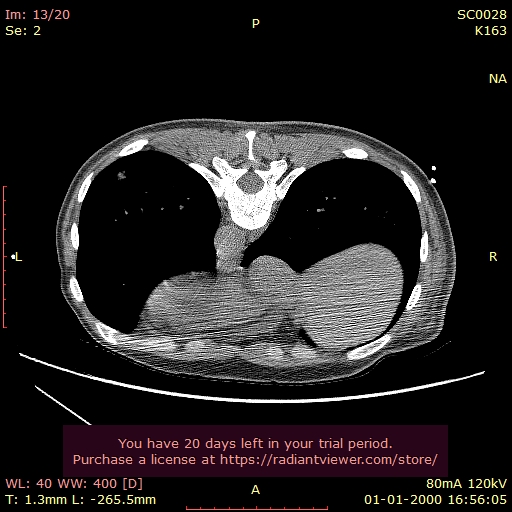 Im: 13/20
Se: 2
P
SC0028
K163
NA
L
R
You have 20 days left in your trial period.
Purchase a license at https://radiantviewer.com/store/
WL: 40 WW: 400 [D]
T: 1.3mm L: -265.5mm
A
80mA 120kV
01-01-2000 16:56:05